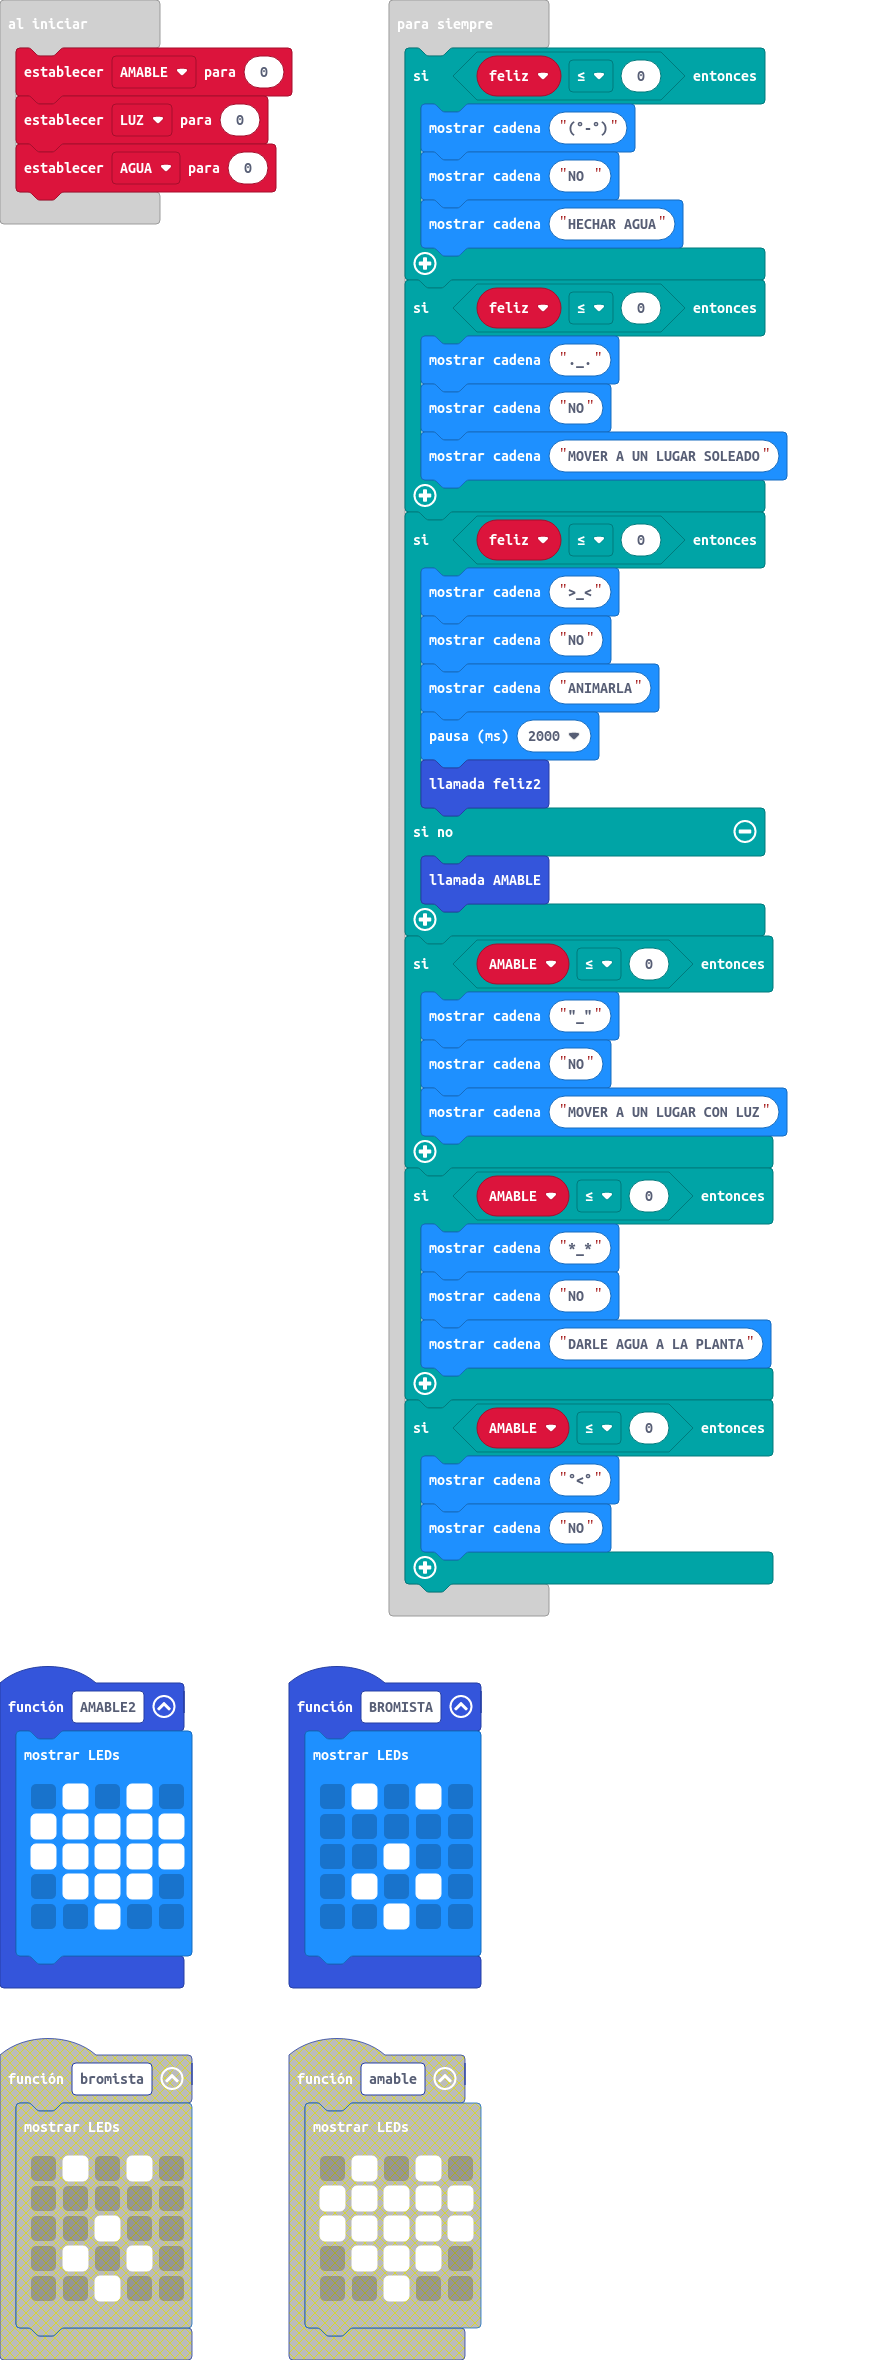 al iniciar
establecer AMABLE para 0
establecer LUZ para 0
establecer AGUA para 0
para siempre
si feliz ≤ 0 entonces
mostrar cadena "(°-°)"
mostrar cadena "NO "
mostrar cadena "HECHAR AGUA"
si feliz ≤ 0 entonces
mostrar cadena "._."
mostrar cadena "NO"
mostrar cadena "MOVER A UN LUGAR SOLEADO"
si feliz ≤ 0 entonces
mostrar cadena ">_<"
mostrar cadena "NO"
mostrar cadena "ANIMARLA"
pausa (ms) 2000
llamada feliz2
si no
llamada AMABLE
si AMABLE ≤ 0 entonces
mostrar cadena ""_""
mostrar cadena "NO"
mostrar cadena "MOVER A UN LUGAR CON LUZ"
si AMABLE ≤ 0 entonces
mostrar cadena "*_*"
mostrar cadena "NO "
mostrar cadena "DARLE AGUA A LA PLANTA"
si AMABLE ≤ 0 entonces
mostrar cadena "°<°"
mostrar cadena "NO"
función AMABLE2
mostrar LEDs
función BROMISTA
mostrar LEDs
función bromista
mostrar LEDs
función amable
mostrar LEDs